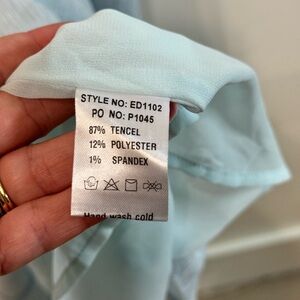 STYLE NO: ED1102
PO NO: P1045
87% TENCEL
12% POLYESTER
1% SPANDEX
Hand wash cold